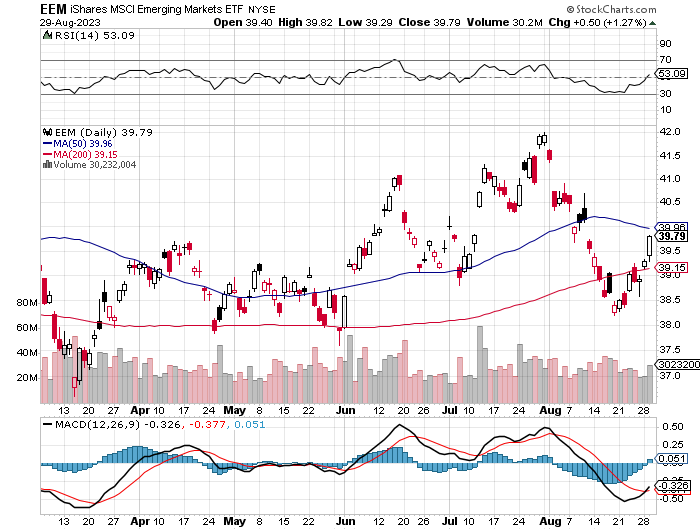 EEM iShares MSCI Emerging Markets ETF NYSE © StockCharts.com
29-Aug-2023 Open 39.40 High 39.82 Low 39.29 Close 39.79 Volume 30.2M Chg +0.50 (+1.27%)
RSI(14) 53.09
90
70
53.09
30
10
EEM (Daily) 39.79
MA(50) 39.96
MA(200) 39.15
Volume 30,232,004
42.0
41.5
41.0
40.5
39.96
39.79
39.5
39.15
39.0
38.5
38.0
37.5
37.0
80M
60M
40M
20M
3023200
13 20 27 Apr 10 17 24 May 8 15 22 Jun 12 20 26 Jul 10 17 24 Aug 7 14 21 28
MACD(12,26,9) -0.326, -0.377, 0.051
0.50
0.25
0.051
-0.326
13 20 27 Apr 10 17 24 May 8 15 22 Jun 12 20 26 Jul 10 17 24 Aug 7 14 21 28